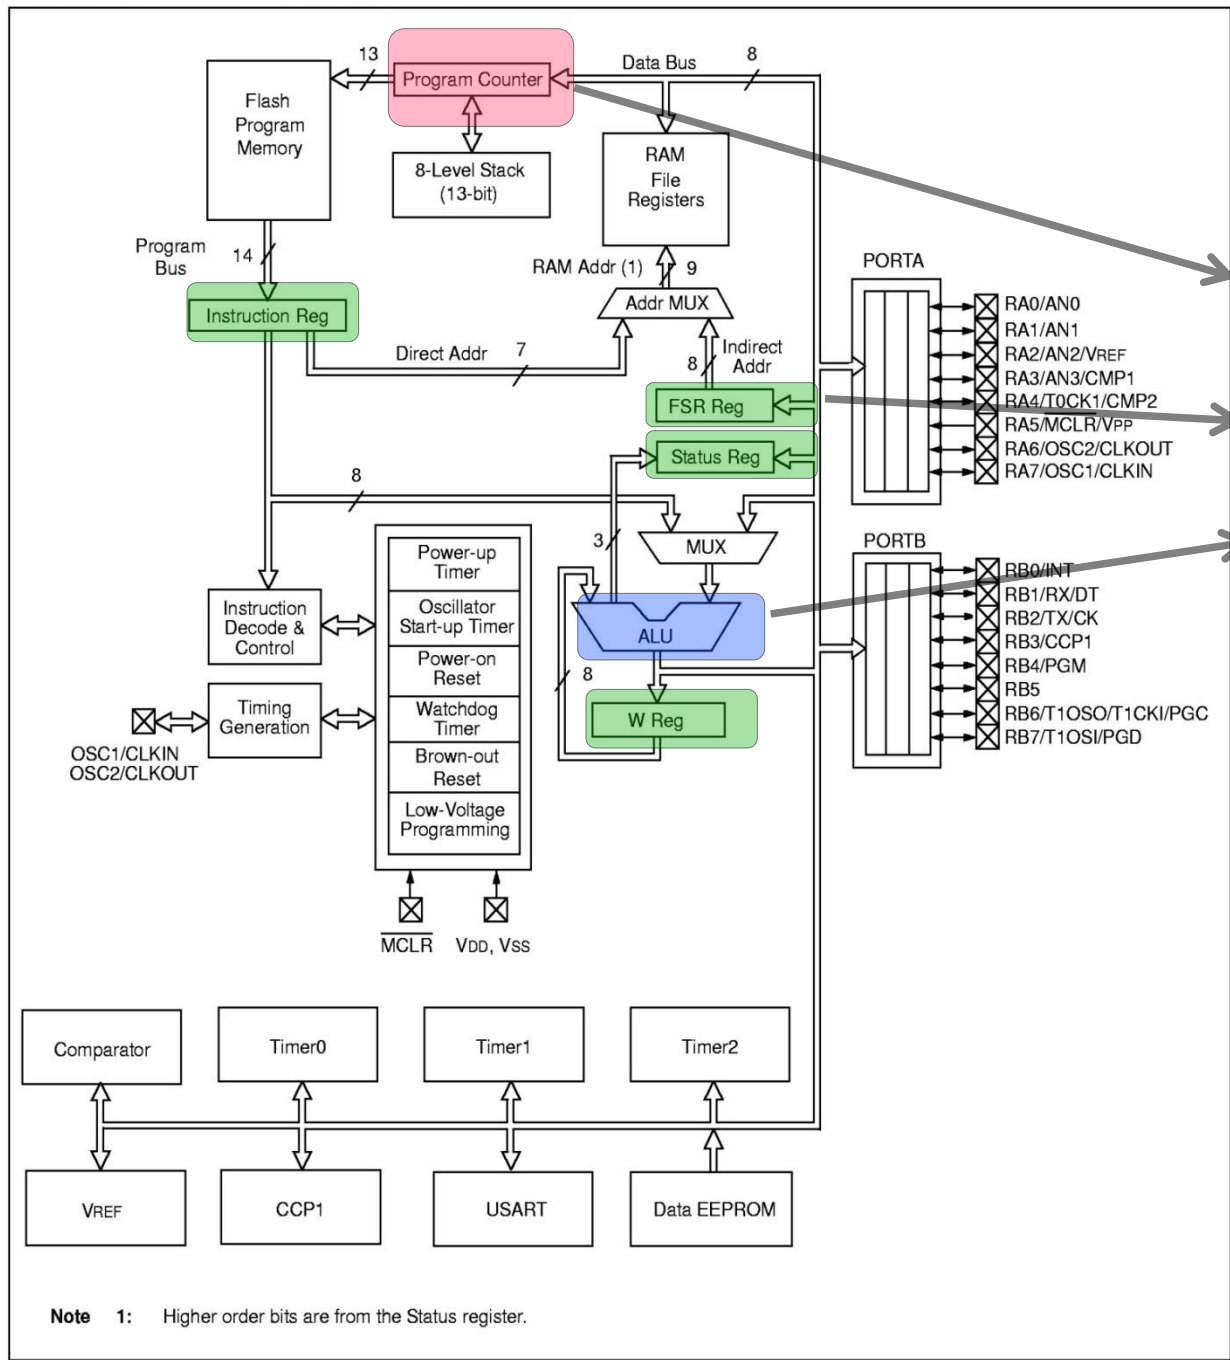 13
Program Counter
Data Bus
8
Flash
Program
Memory
8-Level Stack
(13-bit)
RAM
File
Registers
Program
Bus
14
RAM Addr (1)
9
Addr MUX
Instruction Reg
Direct Addr
7
8
Indirect
Addr
FSR Reg
Status Reg
PORTA
RA0/AN0
RA1/AN1
RA2/AN2/VREF
RA3/AN3/CMP1
RA4/T0CK1/CMP2
RA5/MCLR/VPP
RA6/OSC2/CLKOUT
RA7/OSC1/CLKIN
8
3
MUX
ALU
8
W Reg
Power-up
Timer
Oscillator
Start-up Timer
Power-on
Reset
Watchdog
Timer
Brown-out
Reset
Low-Voltage
Programming
Instruction
Decode &
Control
Timing
Generation
OSC1/CLKIN
OSC2/CLKOUT
MCLR
VDD, VSS
PORTB
RB0/INT
RB1/RX/DT
RB2/TX/CK
RB3/CCP1
RB4/PGM
RB5
RB6/T1OSO/T1CKI/PGC
RB7/T1OSI/PGD
Comparator
Timer0
Timer1
Timer2
VREF
CCP1
USART
Data EEPROM
Note 1: Higher order bits are from the Status register.